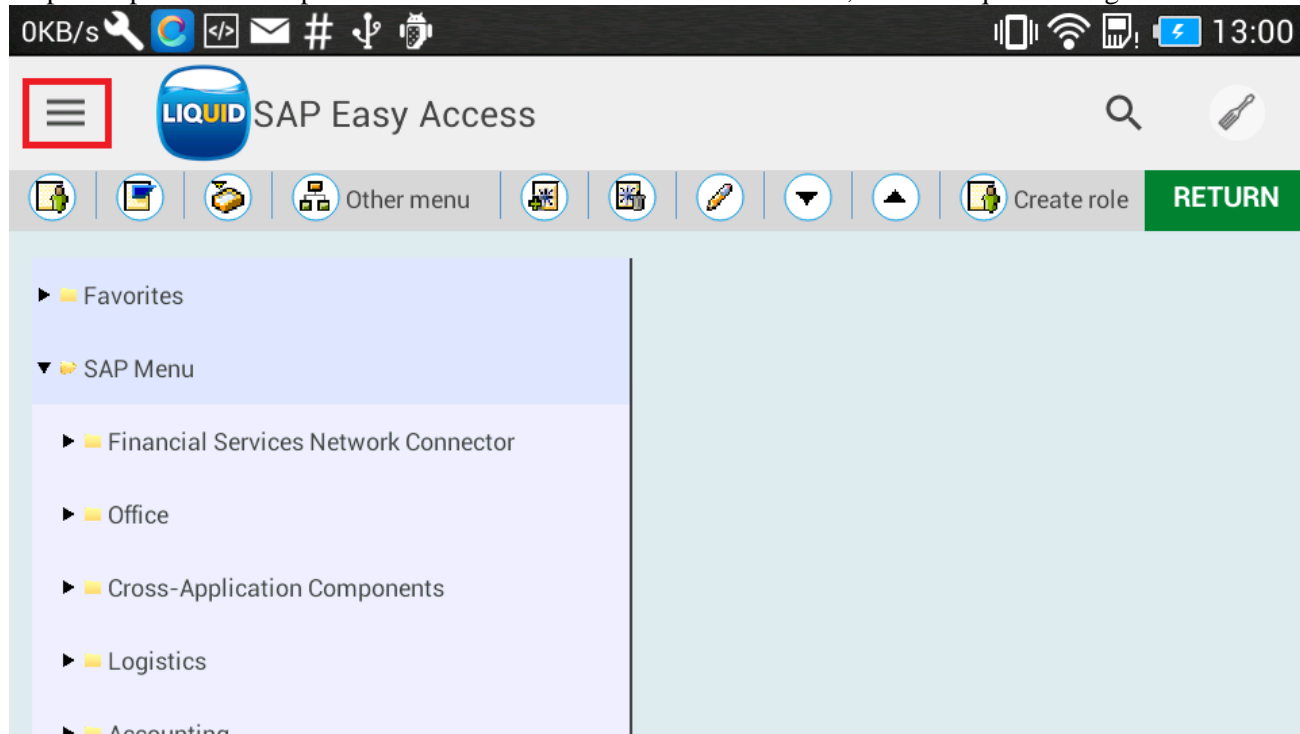 0KB/s 13:00
LIQUID SAP Easy Access
Other menu Create role RETURN
Favorites
SAP Menu
Financial Services Network Connector
Office
Cross-Application Components
Logistics
Accounting